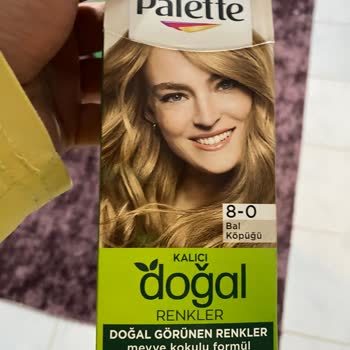 Palette
8-0
Bal
Köpüğü
KALICI
doğal
RENKLER
DOĞAL GÖRÜNEN RENKLER
meyve kokulu formül